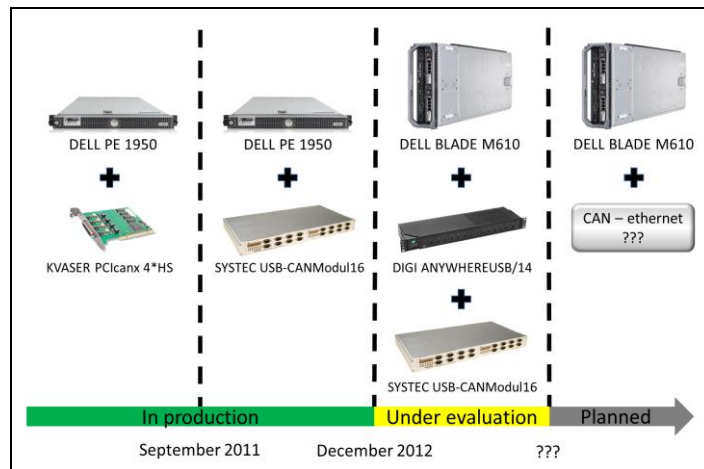 DELL PE 1950
DELL PE 1950
DELL BLADE M610
DELL BLADE M610
KVASER PCIcanx 4*HS
SYSTEC USB-CANModul16
DIGI ANYWHEREUSB/14
CAN – ethernet
???
SYSTEC USB-CANModul16
In production
Under evaluation
Planned
September 2011
December 2012
???